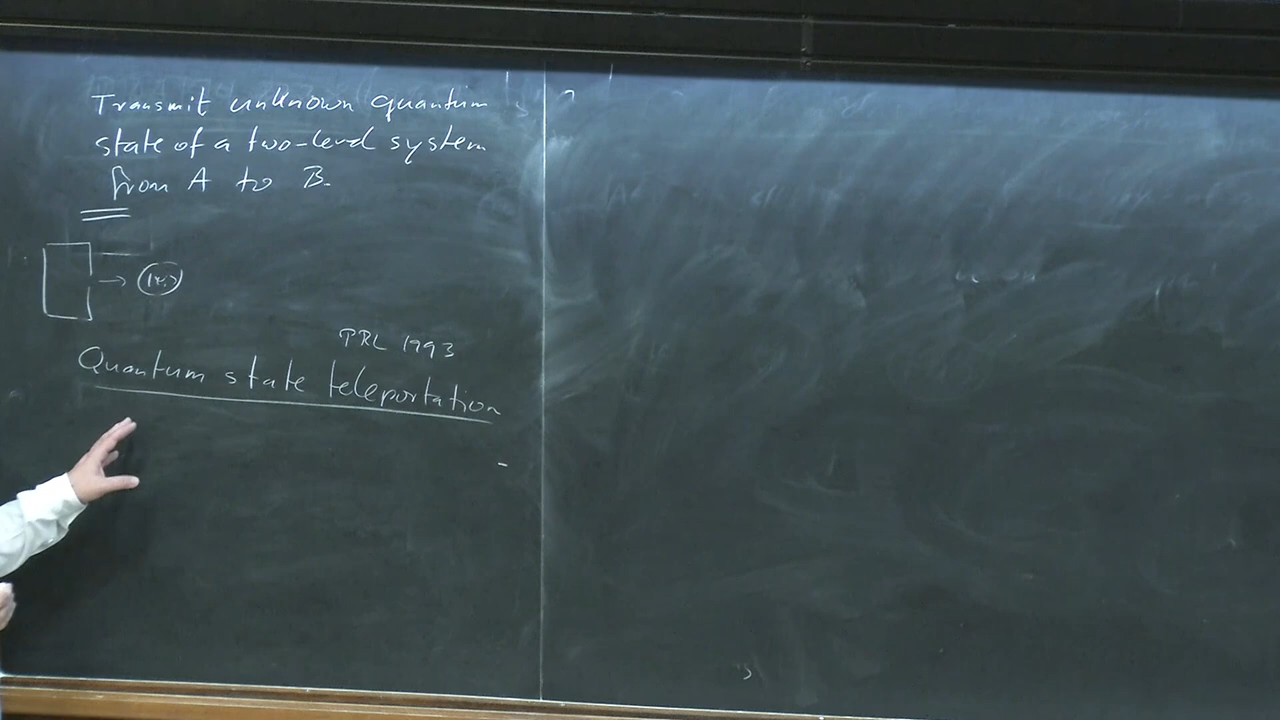 Transmit unknown quantum
state of a two-level system
from A to B.
PRL 1993
Quantum state teleportation